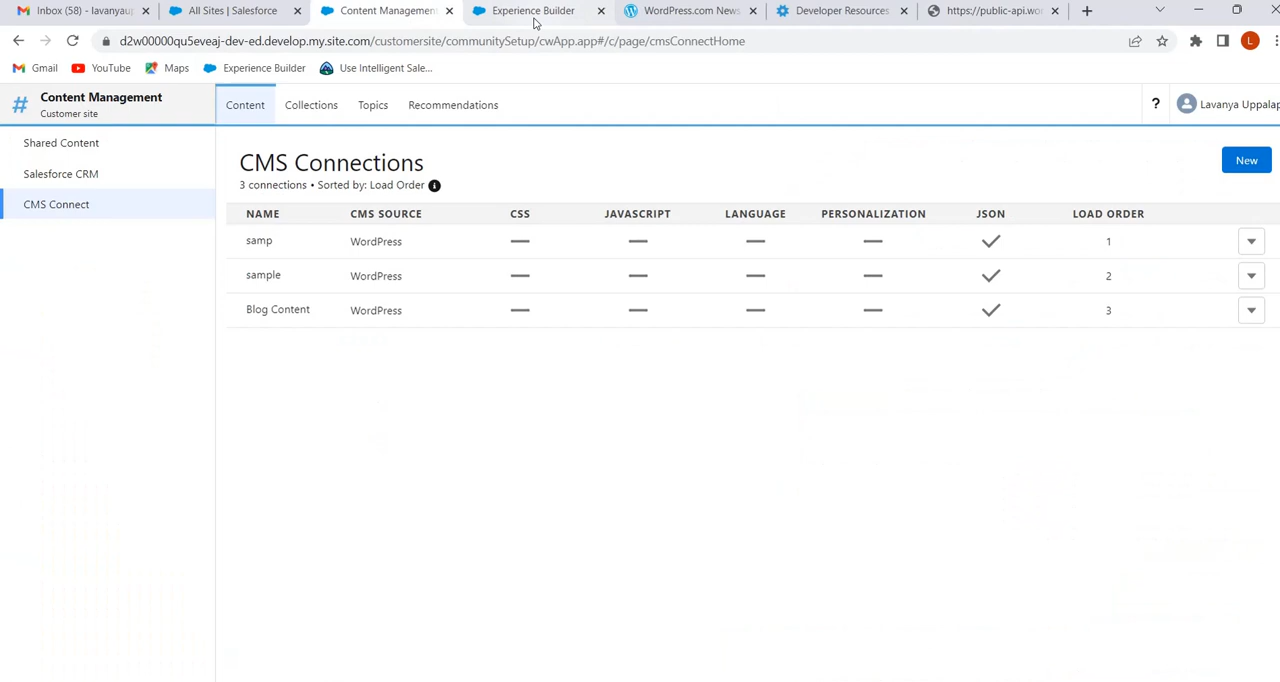 Inbox (58) - lavanyaup
All Sites | Salesforce
Content Management
Experience Builder
WordPress.com News
Developer Resources
https://public-api.wo
d2w00000qu5eveaj-dev-ed.develop.my.site.com/customersite/communitySetup/cwApp.app#/c/page/cmsConnectHome
L
Gmail
YouTube
Maps
Experience Builder
Use Intelligent Sale...
Content Management
Customer site
Content
Collections
Topics
Recommendations
?
Lavanya Uppalap
Shared Content
Salesforce CRM
CMS Connect
CMS Connections
3 connections • Sorted by: Load Order
New
NAME CMS SOURCE CSS JAVASCRIPT LANGUAGE PERSONALIZATION JSON LOAD ORDER
samp WordPress 1
sample WordPress 2
Blog Content WordPress 3